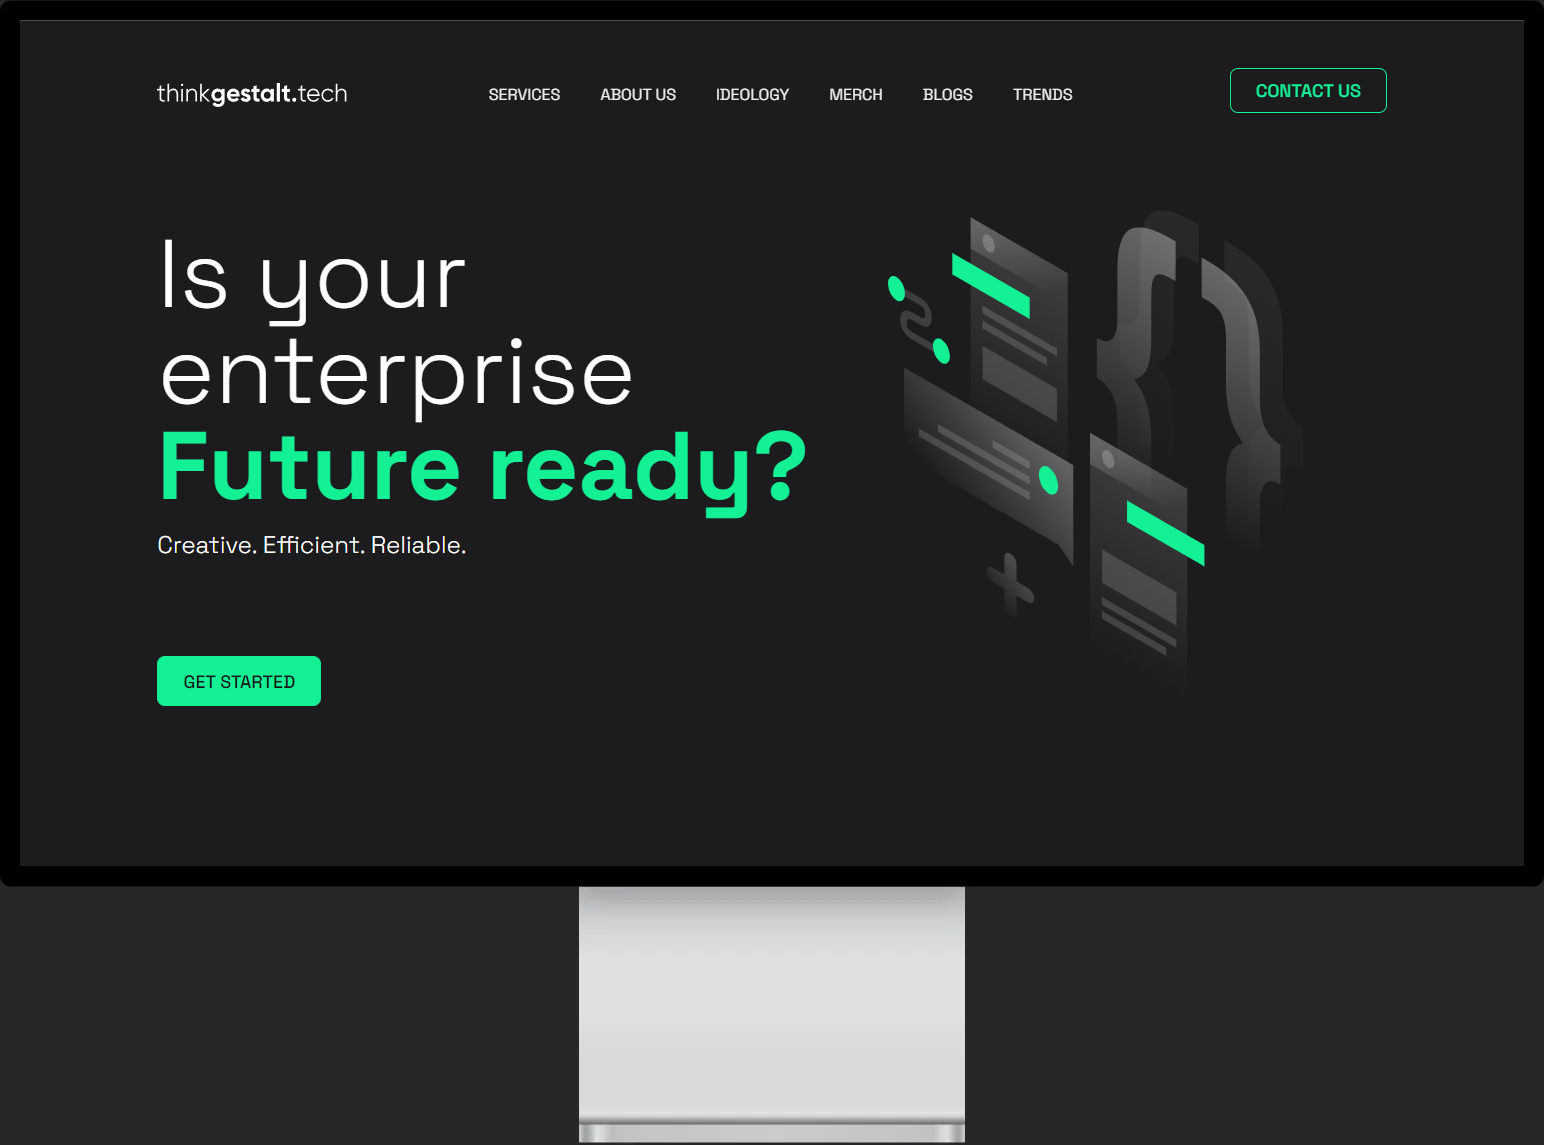 thinkgestalt.tech
SERVICES ABOUT US IDEOLOGY MERCH BLOGS TRENDS
CONTACT US
Is your
enterprise
Future ready?
Creative. Efficient. Reliable.
GET STARTED